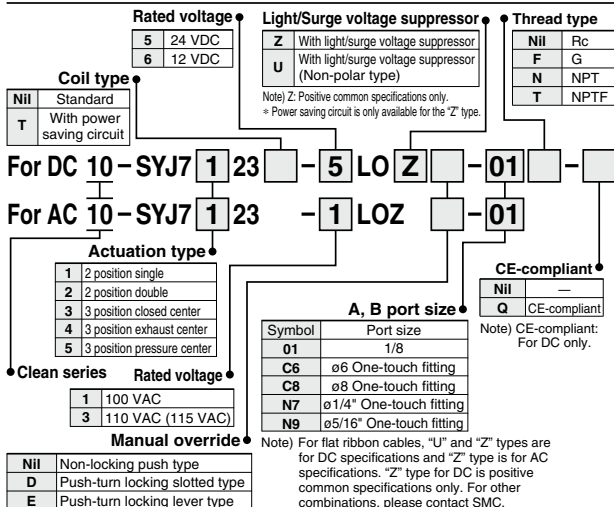 Rated voltage
5 24 VDC
6 12 VDC
Light/Surge voltage suppressor
Z With light/surge voltage suppressor
U With light/surge voltage suppressor
(Non-polar type)
Note) Z: Positive common specifications only.
* Power saving circuit is only available for the "Z" type.
Thread type
Nil Rc
F G
N NPT
T NPTF
Coil type
Nil Standard
T With power
saving circuit
For DC 10-SYJ7 1 23 - 5 LO Z - 01 -
For AC 10-SYJ7 1 23 - 1 LOZ - 01
Actuation type
1 2 position single
2 2 position double
3 3 position closed center
4 3 position exhaust center
5 3 position pressure center
Clean series
Rated voltage
1 100 VAC
3 110 VAC (115 VAC)
Manual override
Nil Non-locking push type
D Push-turn locking slotted type
E Push-turn locking lever type
A, B port size
Symbol Port size
01 1/8
C6 ø6 One-touch fitting
C8 ø8 One-touch fitting
N7 ø1/4" One-touch fitting
N9 ø5/16" One-touch fitting
Note) For flat ribbon cables, "U" and "Z" types are
for DC specifications and "Z" type is for AC
specifications. "Z" type for DC is positive
common specifications only. For other
combinations, please contact SMC.
CE-compliant
Nil —
Q CE-compliant
Note) CE-compliant:
For DC only.